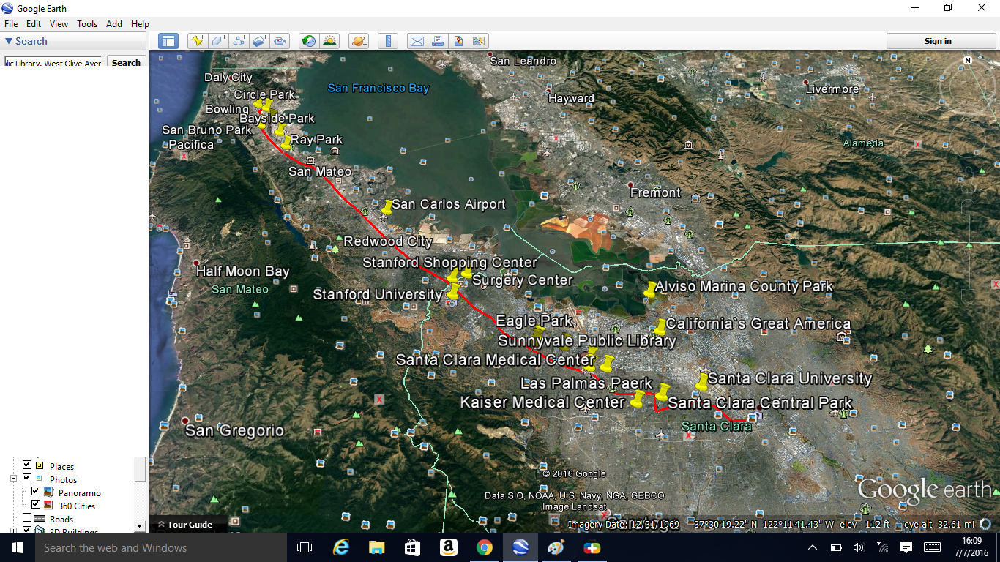 Google Earth
File Edit View Tools Add Help
Search
lic Library, West Olive Aver
Search
Sign in
San Leandro
N
Daly City
San Francisco Bay
Livermore
Circle Park
Hayward
Bowling
Bayside Park
San Bruno Park
Ray Park
Pacifica
Alameda
San Mateo
Fremont
San Carlos Airport
Redwood City
Stanford Shopping Center
Half Moon Bay
Surgery Center
San Mateo
Alviso Marina County Park
Stanford University
Eagle Park
California`s Great America
Sunnyvale Public Library
Santa Clara Medical Center
Las Palmas Paerk
Santa Clara University
Kaiser Medical Center
Santa Clara Central Park
San Gregorio
Santa Clara
© 2016 Google
Data SIO, NOAA, U.S. Navy, NGA, GEBCO
Image Landsat
Google earth
Places
Photos
Panoramio
360 Cities
Roads
3D Buildings
Tour Guide
Imagery Date: 12/31/1969 37°30'19.22" N 122°11'41.43" W elev 112 ft eye alt 32.61 mi
Search the web and Windows
16:09
7/7/2016